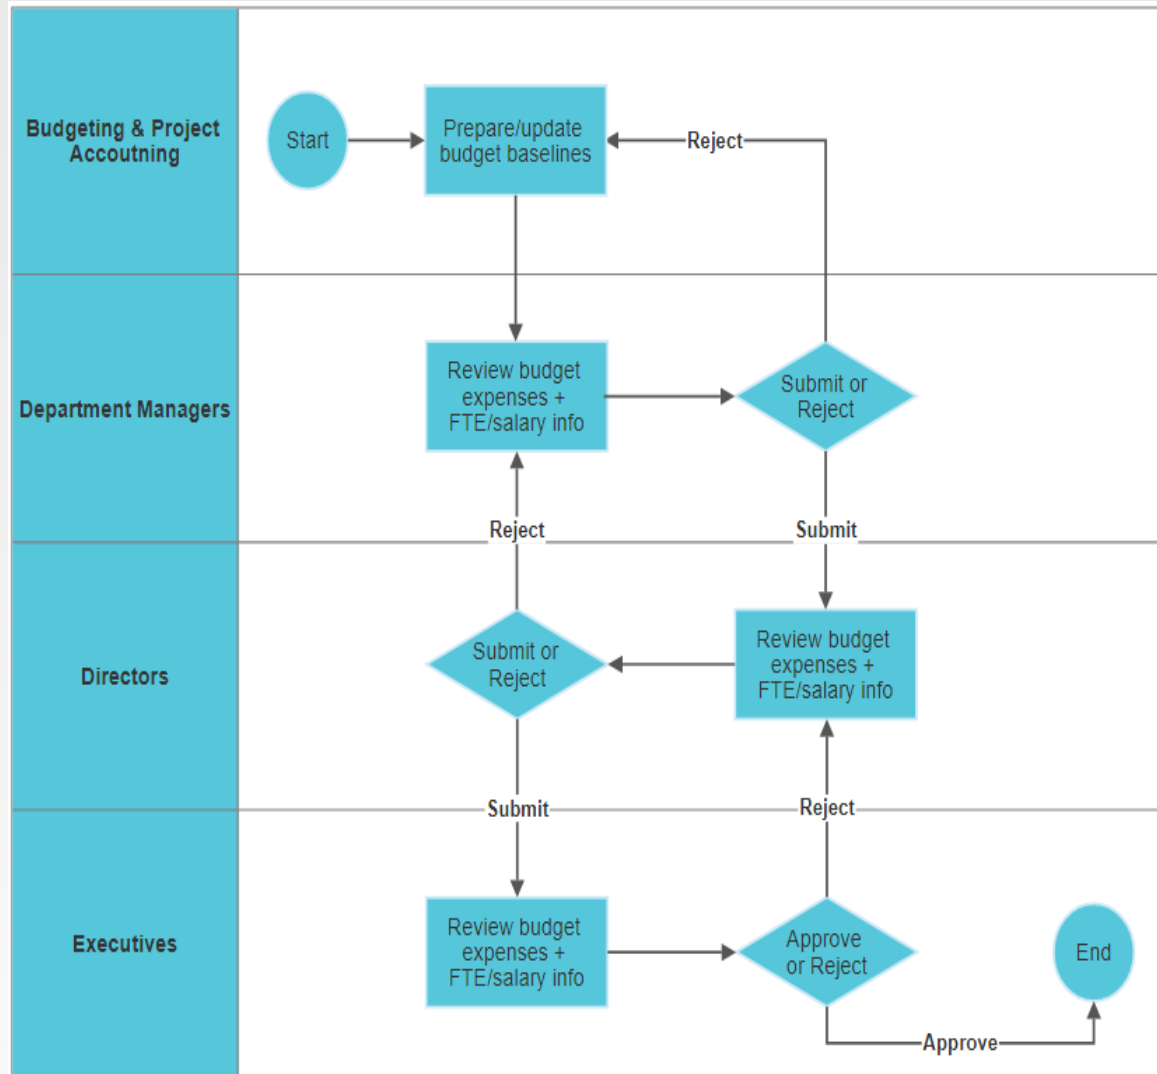 Budgeting & Project
Accoutning
Start
Prepare/update
budget baselines
Reject
Department Managers
Review budget
expenses +
FTE/salary info
Submit or
Reject
Reject
Submit
Directors
Submit or
Reject
Review budget
expenses +
FTE/salary info
Submit
Reject
Executives
Review budget
expenses +
FTE/salary info
Approve
or Reject
End
Approve